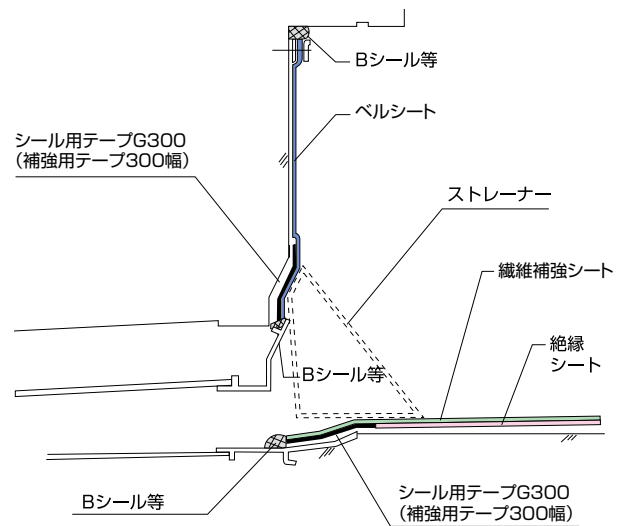 Bシール等
ベルシート
シール用テープG300
（補強用テープ300幅）
ストレーナー
繊維補強シート
絶縁
シート
Bシール等
Bシール等
シール用テープG300
（補強用テープ300幅）